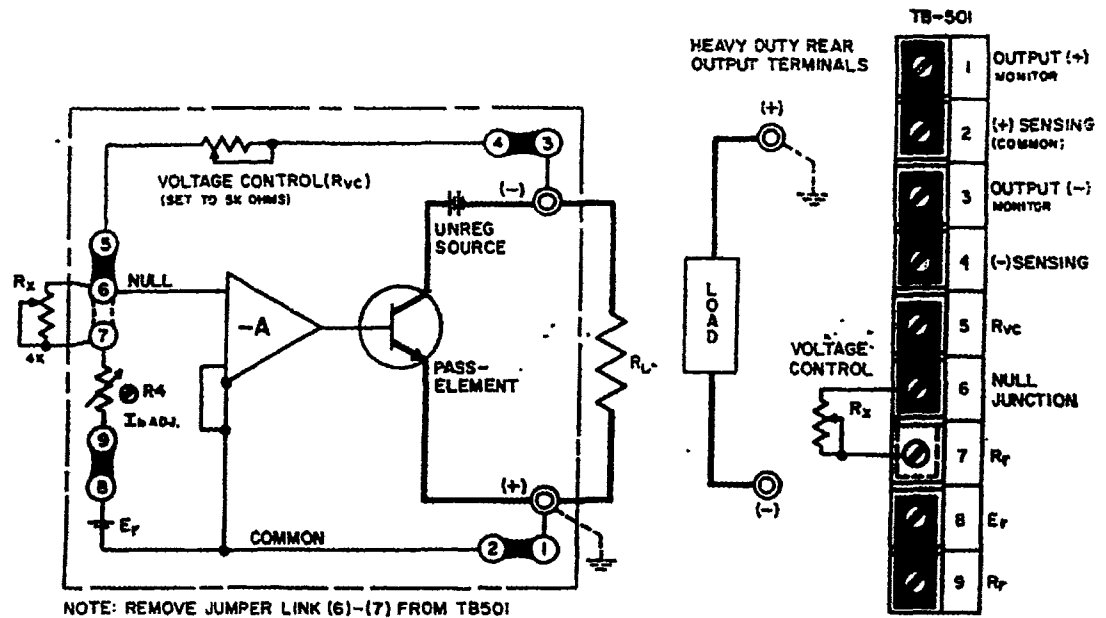 TB-501
HEAVY DUTY REAR
OUTPUT TERMINALS
1 OUTPUT (+)
MONITOR
2 (+) SENSING
(COMMON)
3 OUTPUT (-)
MONITOR
4 (-) SENSING
5 Rvc
6 NULL
JUNCTION
7 Rr
8 Er
9 Rr
(+)
LOAD
(-)
VOLTAGE
CONTROL
Rx
4 3
VOLTAGE CONTROL (Rvc)
(SET TO 5K OHMS)
(-)
UNREG
SOURCE
5
Rx
6 NULL
7
4K
-A
PASS-
ELEMENT
RL
R4
Ib ADJ.
9
8
Er
(+)
COMMON
2 1
NOTE: REMOVE JUMPER LINK (6)-(7) FROM TB501